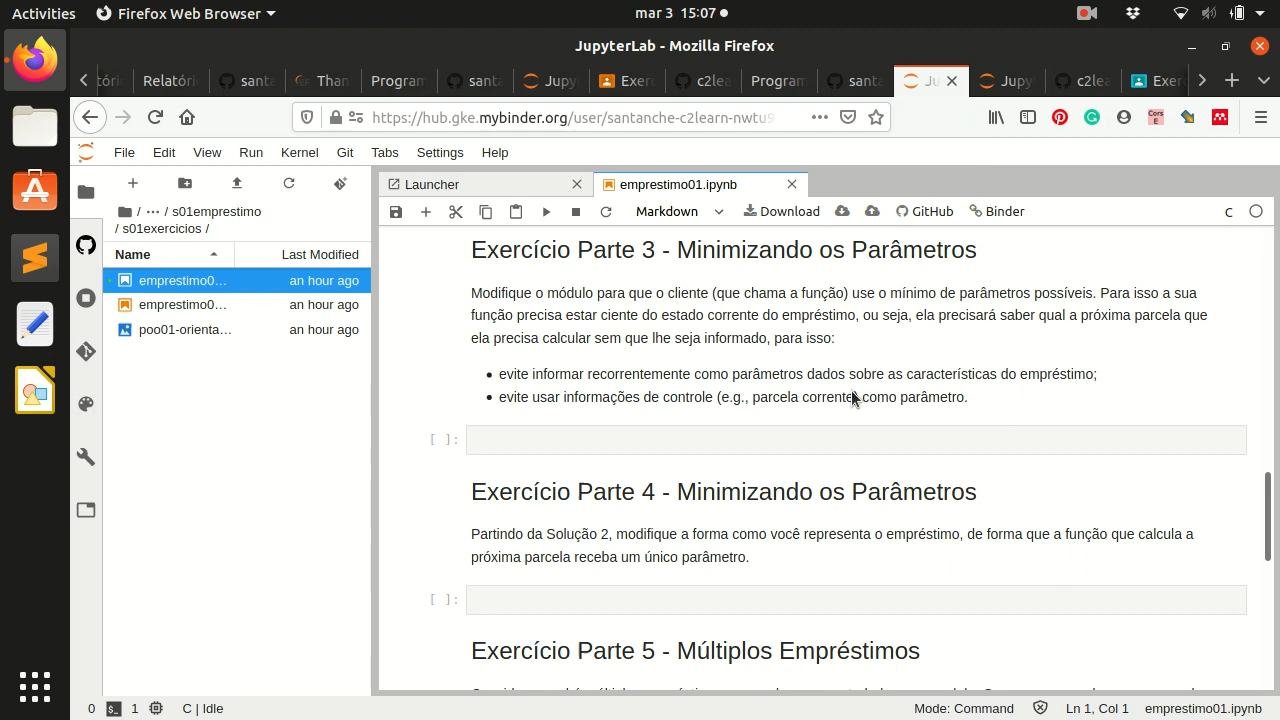 Activities
Firefox Web Browser
mar 3 15:07
JupyterLab - Mozilla Firefox
Relatóri
santa
Than
Program
santa
Jupy
Exerc
c2lea
Program
santa
Ju
Jupy
c2lea
Exer
https://hub.gke.mybinder.org/user/santanche-c2learn-nwtu9
File
Edit
View
Run
Kernel
Git
Tabs
Settings
Help
Launcher
emprestimo01.ipynb
/ ··· / s01emprestimo
/ s01exercicios /
Markdown
Download
GitHub
Binder
C
Name
Last Modified
emprestimo0…
an hour ago
emprestimo0…
an hour ago
poo01-orienta…
an hour ago
Exercício Parte 3 - Minimizando os Parâmetros
Modifique o módulo para que o cliente (que chama a função) use o mínimo de parâmetros possíveis. Para isso a sua
função precisa estar ciente do estado corrente do empréstimo, ou seja, ela precisará saber qual a próxima parcela que
ela precisa calcular sem que lhe seja informado, para isso:
• evite informar recorrentemente como parâmetros dados sobre as características do empréstimo;
• evite usar informações de controle (e.g., parcela corrente) como parâmetro.
[ ]:
Exercício Parte 4 - Minimizando os Parâmetros
Partindo da Solução 2, modifique a forma como você representa o empréstimo, de forma que a função que calcula a
próxima parcela receba um único parâmetro.
[ ]:
Exercício Parte 5 - Múltiplos Empréstimos
0
1
C | Idle
Mode: Command
Ln 1, Col 1
emprestimo01.ipynb